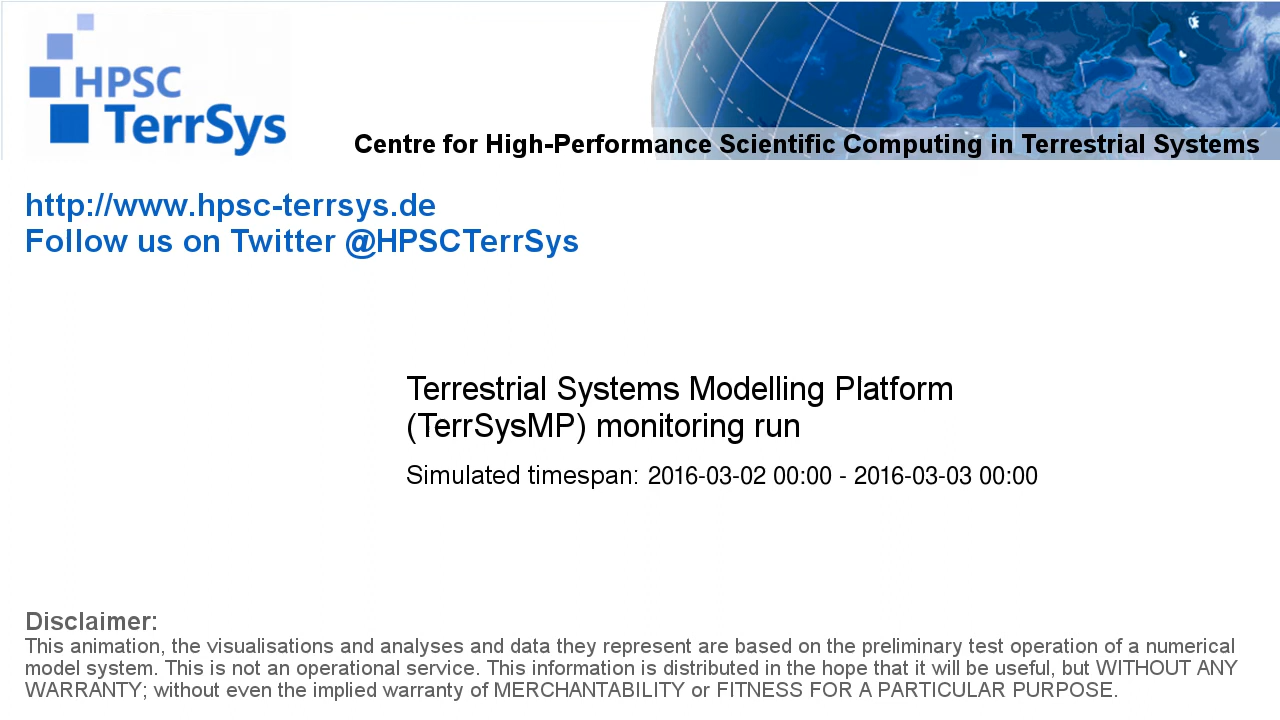 HPSC
TerrSys
Centre for High-Performance Scientific Computing in Terrestrial Systems
http://www.hpsc-terrsys.de
Follow us on Twitter @HPSCTerrSys
Terrestrial Systems Modelling Platform
(TerrSysMP) monitoring run
Simulated timespan: 2016-03-02 00:00 - 2016-03-03 00:00
Disclaimer:
This animation, the visualisations and analyses and data they represent are based on the preliminary test operation of a numerical
model system. This is not an operational service. This information is distributed in the hope that it will be useful, but WITHOUT ANY
WARRANTY; without even the implied warranty of MERCHANTABILITY or FITNESS FOR A PARTICULAR PURPOSE.